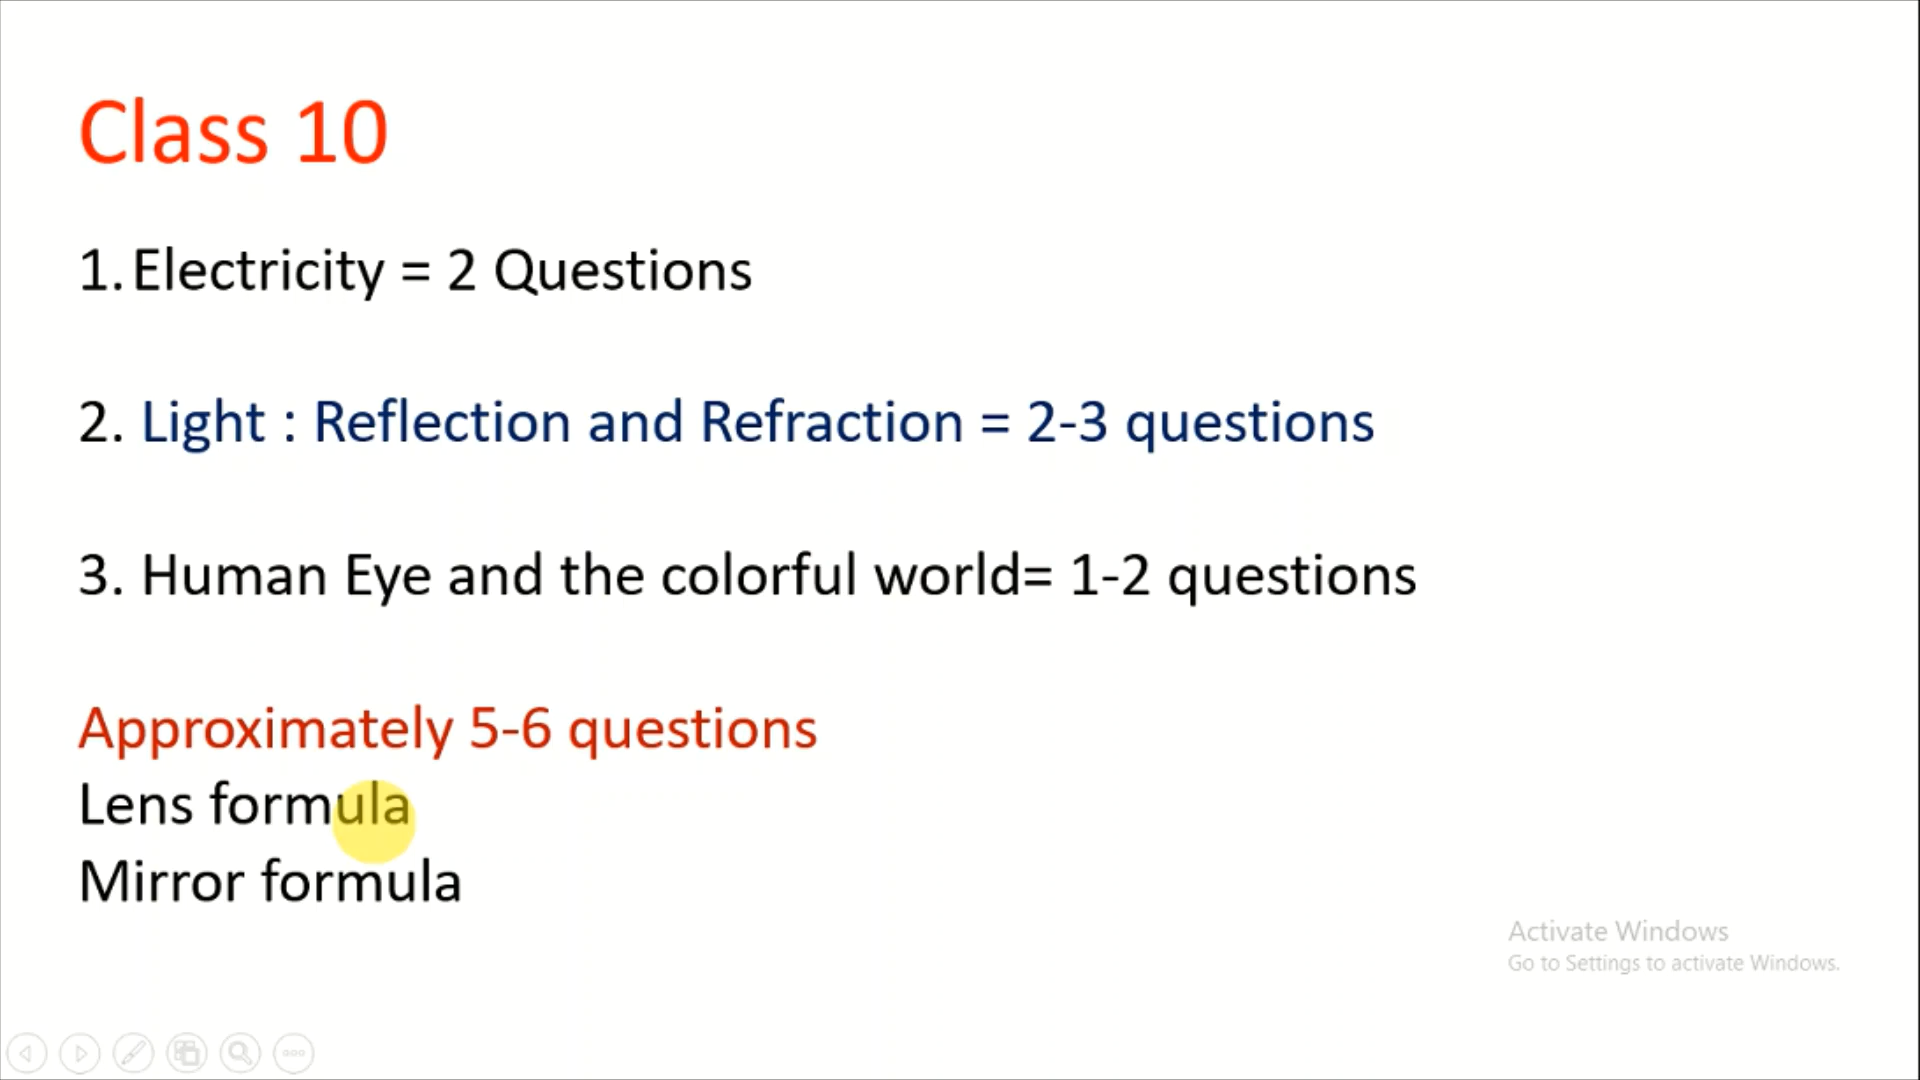 Class 10
1. Electricity = 2 Questions
2. Light : Reflection and Refraction = 2-3 questions
3. Human Eye and the colorful world= 1-2 questions
Approximately 5-6 questions
Lens formula
Mirror formula
Activate Windows
Go to Settings to activate Windows.